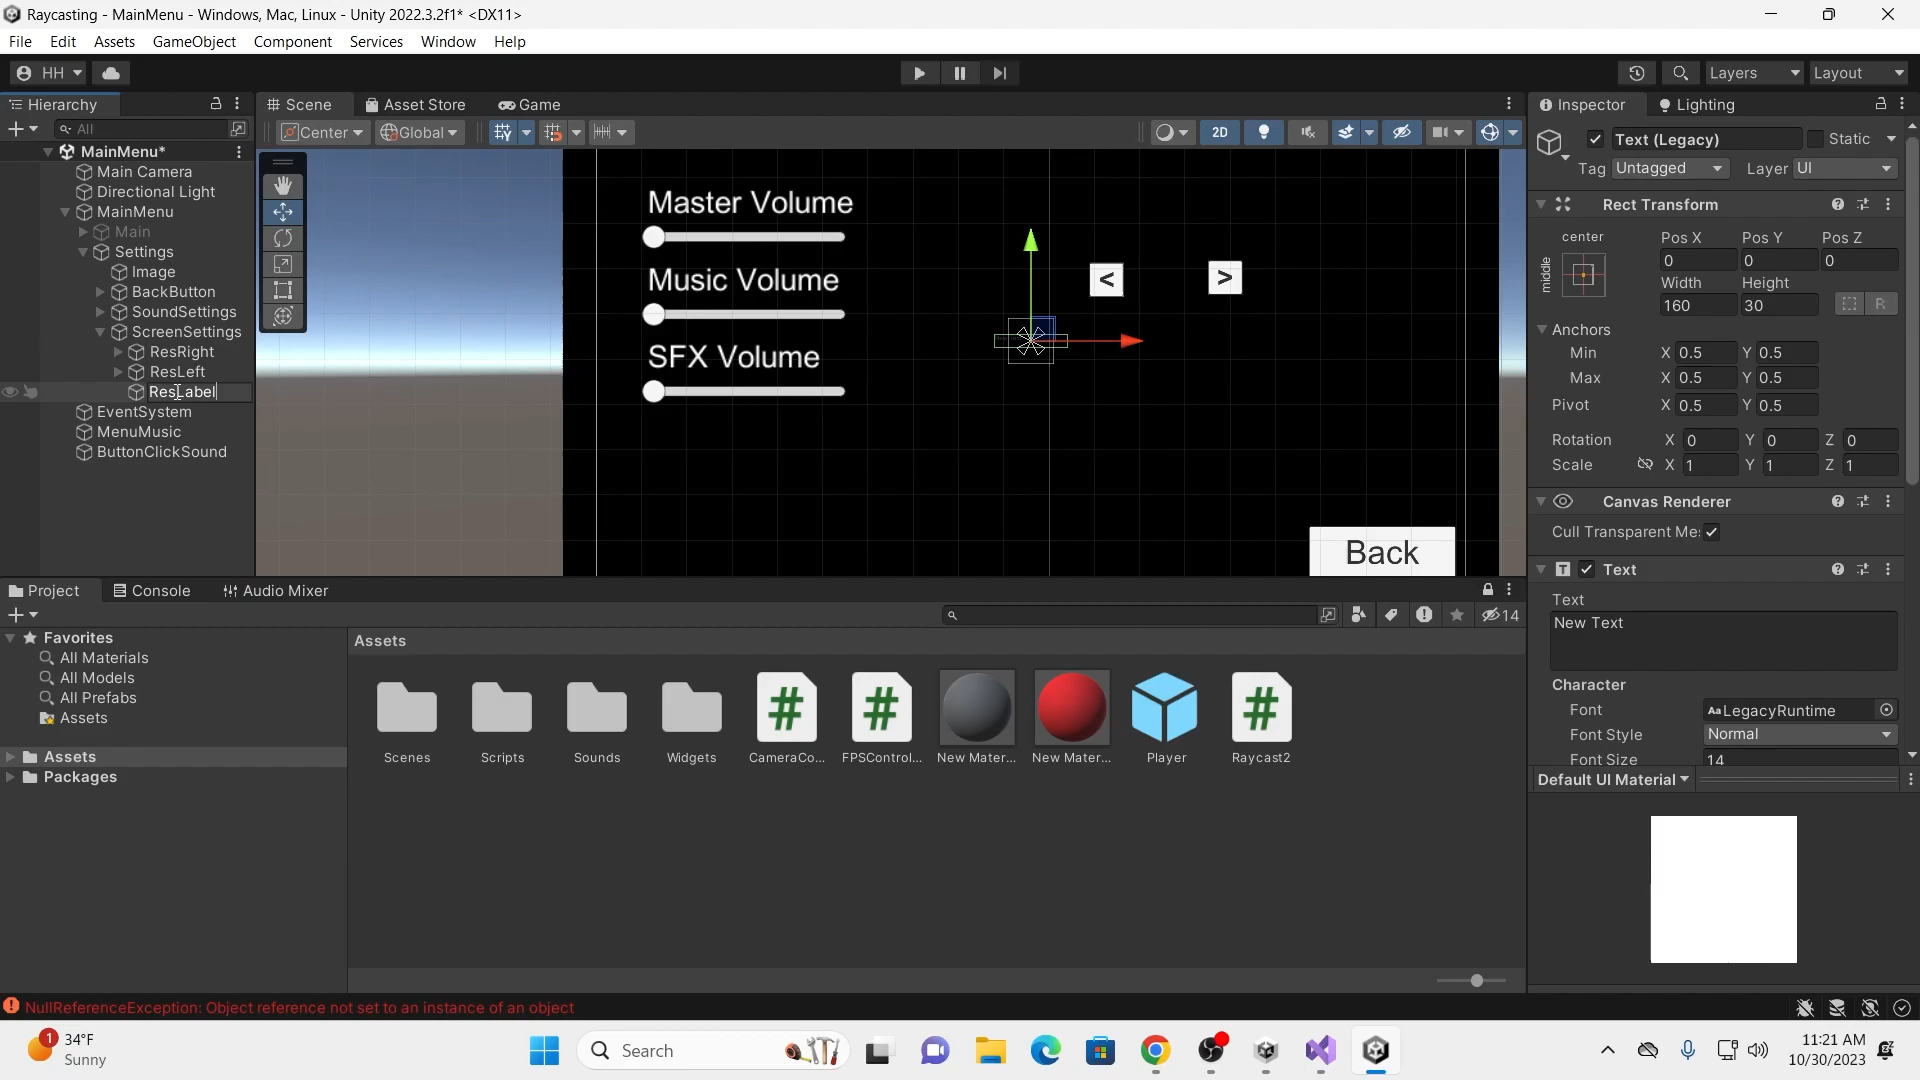 Raycasting - MainMenu - Windows, Mac, Linux - Unity 2022.3.2f1* <DX11>
File Edit Assets GameObject Component Services Window Help
HH Layers Layout
Hierarchy Scene Asset Store Game Inspector Lighting
All Center Global 2D Text (Legacy) Static
Tag Untagged Layer UI
MainMenu*
Main Camera
Directional Light
MainMenu
Main
Settings
Image
BackButton
SoundSettings
ScreenSettings
ResRight
ResLeft
ResLabel
EventSystem
MenuMusic
ButtonClickSound
Master Volume
Music Volume
SFX Volume
< >
Back
Rect Transform
center Pos X Pos Y Pos Z
middle 0 0 0
Width Height
160 30 R
Anchors
Min X 0.5 Y 0.5
Max X 0.5 Y 0.5
Pivot X 0.5 Y 0.5
Rotation X 0 Y 0 Z 0
Scale X 1 Y 1 Z 1
Canvas Renderer
Cull Transparent Me:
Text
Text
New Text
Character
Font LegacyRuntime
Font Style Normal
Font Size 14
Default UI Material
Project Console Audio Mixer
14
Favorites
All Materials
All Models
All Prefabs
Assets
Assets
Packages
Assets
Scenes Scripts Sounds Widgets CameraCo... FPSControl... New Mater... New Mater... Player Raycast2
NullReferenceException: Object reference not set to an instance of an object
1 34°F
Sunny
Search
11:21 AM
10/30/2023